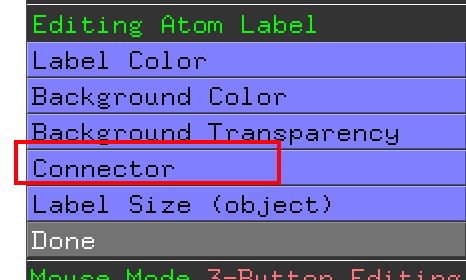 Editing Atom Label
Label Color
Background Color
Background Transparency
Connector
Label Size (object)
Done
Mouse Mode 3-Button Editing